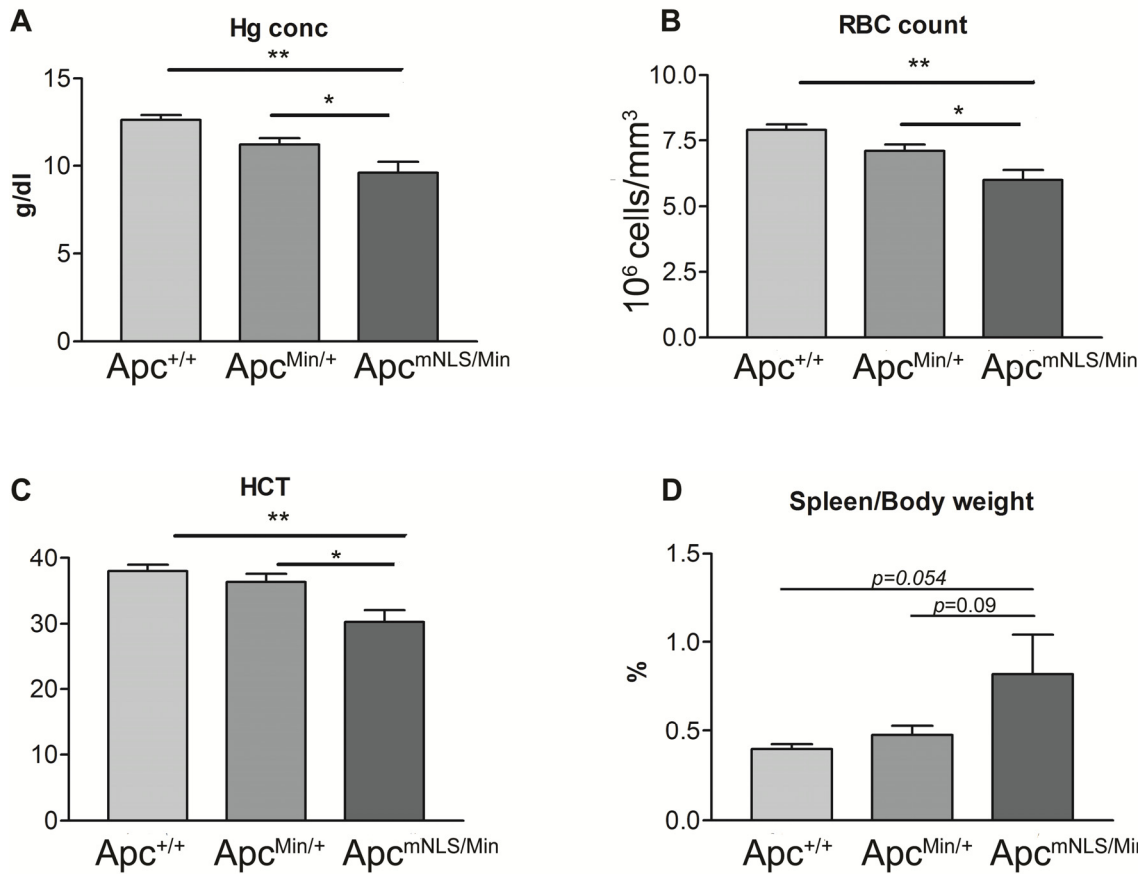 A
Hg conc
**
*
15
10
5
0
g/dl
Apc+/+
ApcMin/+
ApcmNLS/Min
B
RBC count
**
*
10.0
7.5
5.0
2.5
0.0
10⁶ cells/mm³
Apc+/+
ApcMin/+
ApcmNLS/Min
C
HCT
**
*
40
30
20
10
0
Apc+/+
ApcMin/+
ApcmNLS/Min
D
Spleen/Body weight
p=0.054
p=0.09
1.5
1.0
0.5
0.0
%
Apc+/+
ApcMin/+
ApcmNLS/Min